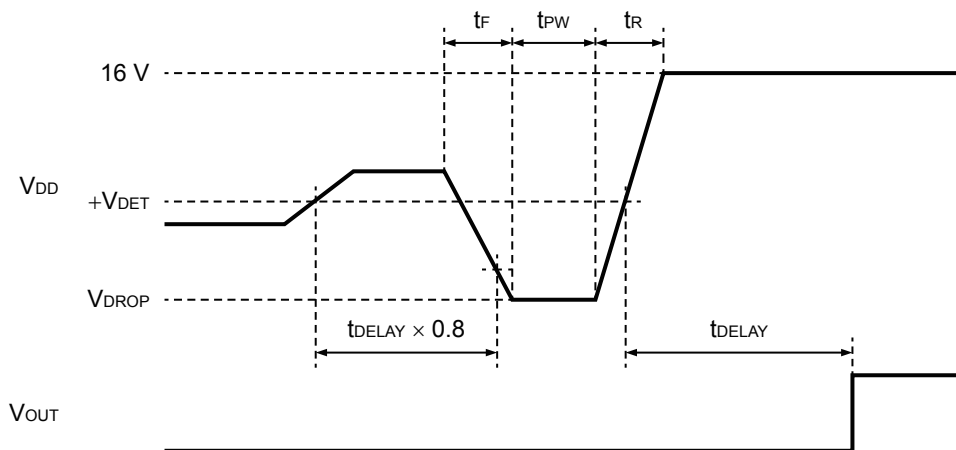 tF
tPW
tR
16 V
VDD
+VDET
VDROP
tDELAY × 0.8
tDELAY
VOUT